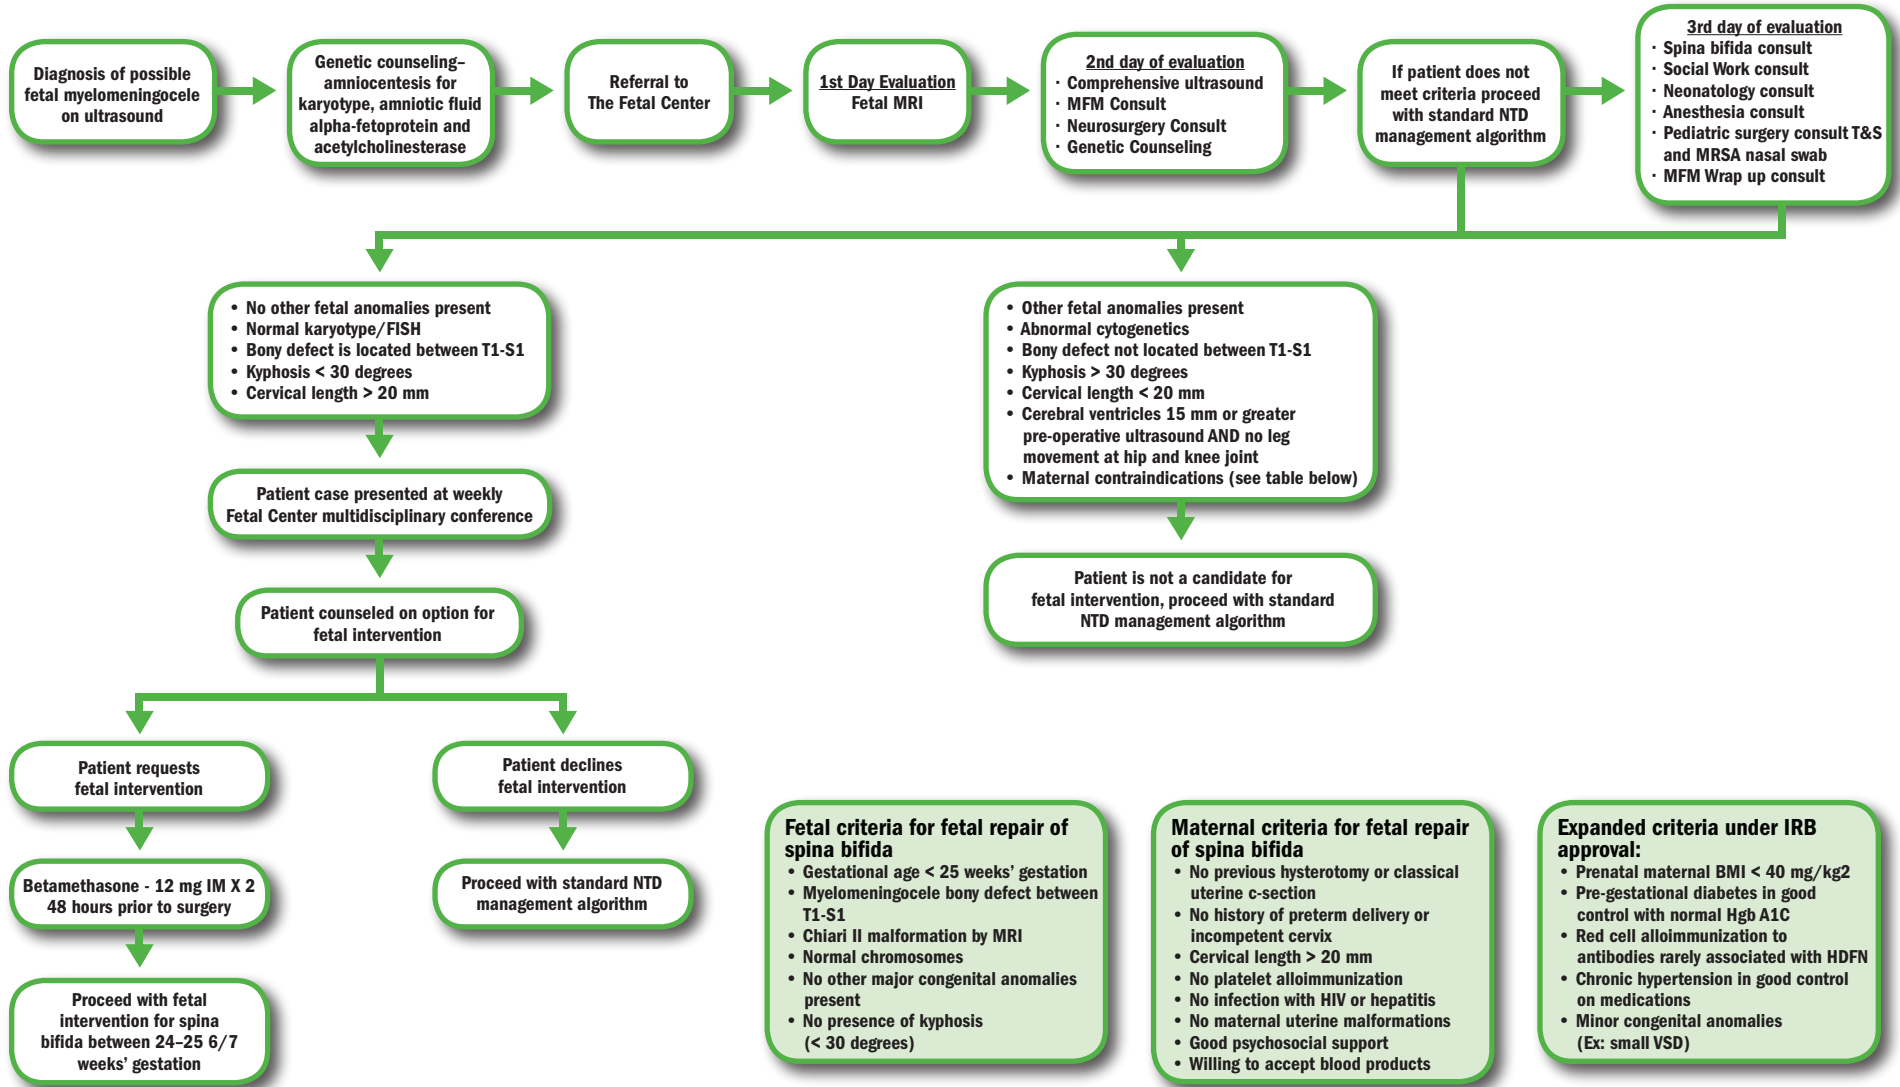 Diagnosis of possible
fetal myelomeningocele
on ultrasound
Genetic counseling–
amniocentesis for
karyotype, amniotic fluid
alpha-fetoprotein and
acetylcholinesterase
Referral to
The Fetal Center
1st Day Evaluation
Fetal MRI
2nd day of evaluation
· Comprehensive ultrasound
· MFM Consult
· Neurosurgery Consult
· Genetic Counseling
If patient does not
meet criteria proceed
with standard NTD
management algorithm
3rd day of evaluation
· Spina bifida consult
· Social Work consult
· Neonatology consult
· Anesthesia consult
· Pediatric surgery consult T&S
and MRSA nasal swab
· MFM Wrap up consult
• No other fetal anomalies present
• Normal karyotype/FISH
• Bony defect is located between T1-S1
• Kyphosis < 30 degrees
• Cervical length > 20 mm
• Other fetal anomalies present
• Abnormal cytogenetics
• Bony defect not located between T1-S1
• Kyphosis > 30 degrees
• Cervical length < 20 mm
• Cerebral ventricles 15 mm or greater
pre-operative ultrasound AND no leg
movement at hip and knee joint
• Maternal contraindications (see table below)
Patient case presented at weekly
Fetal Center multidisciplinary conference
Patient is not a candidate for
fetal intervention, proceed with standard
NTD management algorithm
Patient counseled on option for
fetal intervention
Patient requests
fetal intervention
Patient declines
fetal intervention
Betamethasone - 12 mg IM X 2
48 hours prior to surgery
Proceed with standard NTD
management algorithm
Proceed with fetal
intervention for spina
bifida between 24–25 6/7
weeks’ gestation
Fetal criteria for fetal repair of
spina bifida
• Gestational age < 25 weeks’ gestation
• Myelomeningocele bony defect between
T1-S1
• Chiari II malformation by MRI
• Normal chromosomes
• No other major congenital anomalies
present
• No presence of kyphosis
(< 30 degrees)
Maternal criteria for fetal repair
of spina bifida
• No previous hysterotomy or classical
uterine c-section
• No history of preterm delivery or
incompetent cervix
• Cervical length > 20 mm
• No platelet alloimmunization
• No infection with HIV or hepatitis
• No maternal uterine malformations
• Good psychosocial support
• Willing to accept blood products
Expanded criteria under IRB
approval:
• Prenatal maternal BMI < 40 mg/kg2
• Pre-gestational diabetes in good
control with normal Hgb A1C
• Red cell alloimmunization to
antibodies rarely associated with HDFN
• Chronic hypertension in good control
on medications
• Minor congenital anomalies
(Ex: small VSD)